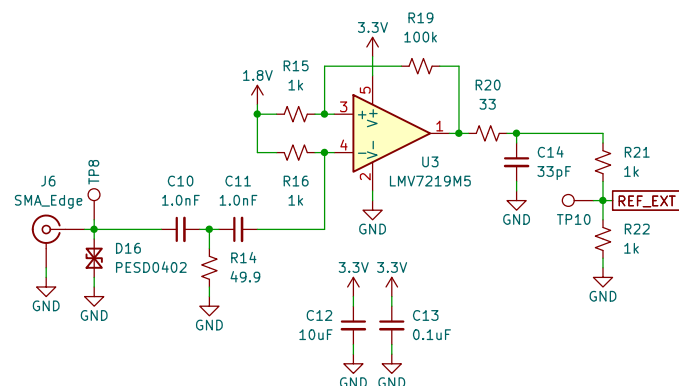 3.3V
R19
100k
1.8V
R15
1k
R20
33
5
3
+
V+
1
4
-
V-
2
U3
LMV7219M5
R16
1k
GND
C14
33pF
GND
R21
1k
REF_EXT
TP10
R22
1k
GND
J6
SMA_Edge
TP8
C10
1.0nF
C11
1.0nF
D16
PESD0402
R14
49.9
GND
GND
GND
3.3V
3.3V
C12
10uF
C13
0.1uF
GND
GND